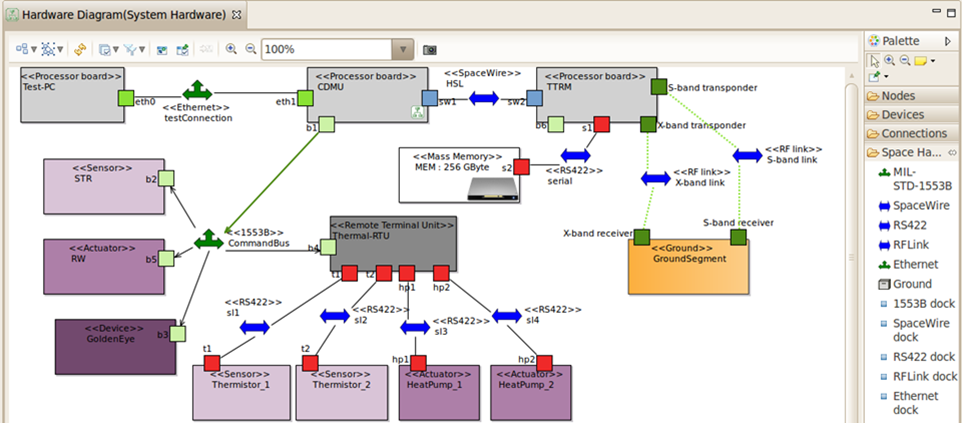 Hardware Diagram(System Hardware)
100%
<<Processor board>>
Test-PC
eth0
<<Ethernet>>
testConnection
eth1
<<Processor board>>
CDMU
b1
sw1
<<SpaceWire>>
HSL
sw2
<<Processor board>>
TTRM
b6
s1
S-band transponder
X-band transponder
<<Mass Memory>>
MEM : 256 GByte
s2
<<RS422>>
serial
<<RF link>>
S-band link
<<RF link>>
X-band link
<<Sensor>>
STR
b2
<<1553B>>
CommandBus
b4
<<Remote Terminal Unit>>
Thermal-RTU
t1
t2
hp1
hp2
X-band receiver
S-band receiver
<<Ground>>
GroundSegment
<<Actuator>>
RW
b5
<<Device>>
GoldenEye
b3
<<RS422>>
sl1
<<RS422>>
sl2
<<RS422>>
sl3
<<RS422>>
sl4
t1
<<Sensor>>
Thermistor_1
t2
<<Sensor>>
Thermistor_2
hp1
<<Actuator>>
HeatPump_1
hp2
<<Actuator>>
HeatPump_2
Palette
Nodes
Devices
Connections
Space Ha...
MIL-
STD-1553B
SpaceWire
RS422
RFLink
Ethernet
Ground
1553B dock
SpaceWire
dock
RS422 dock
RFLink dock
Ethernet
dock